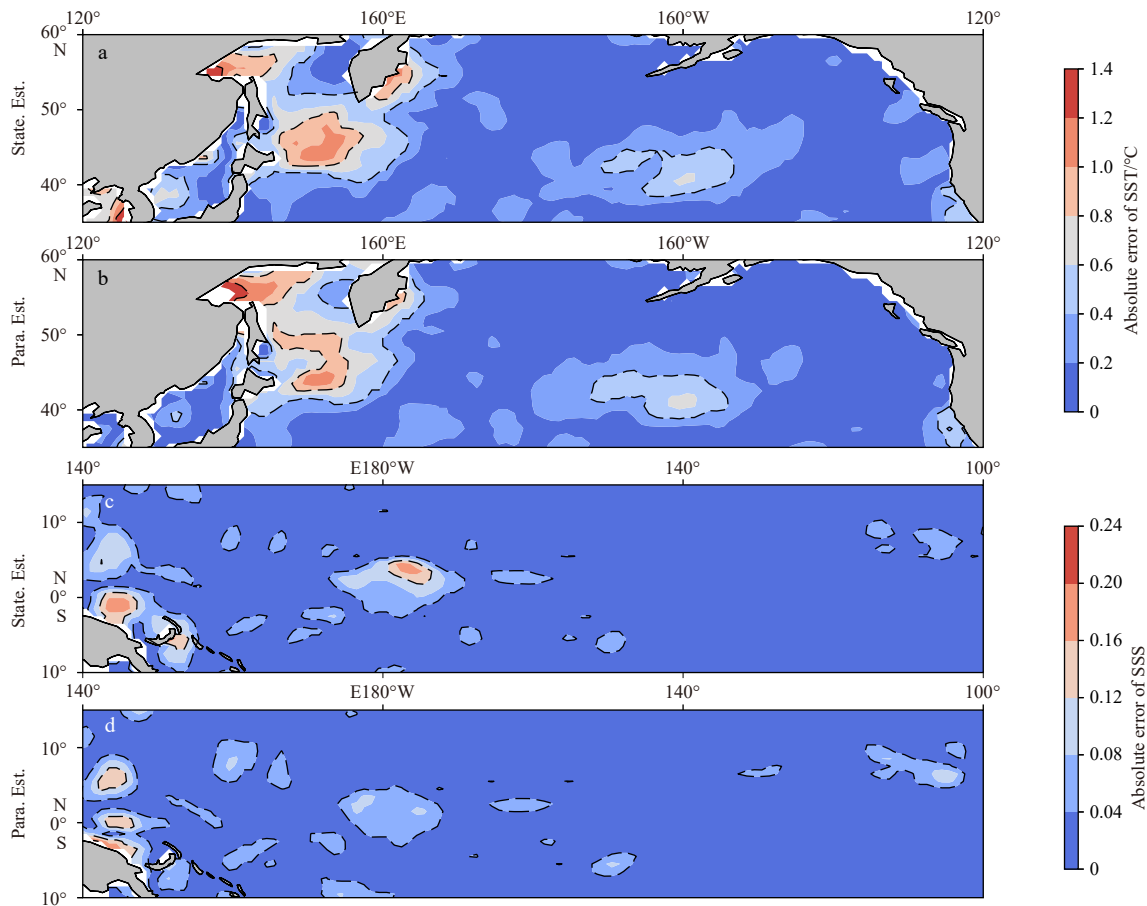 120° 160°E 160°W 120°
60°
N
50°
40°
State. Est.
a
120° 160°E 160°W 120°
60°
N
50°
40°
Para. Est.
b
1.4
1.2
1.0
0.8
0.6
0.4
0.2
0
Absolute error of SST/°C
140° E180°W 140° 100°
10°
N
0°
S
10°
State. Est.
c
140° E180°W 140° 100°
10°
N
0°
S
10°
Para. Est.
d
0.24
0.20
0.16
0.12
0.08
0.04
0
Absolute error of SSS